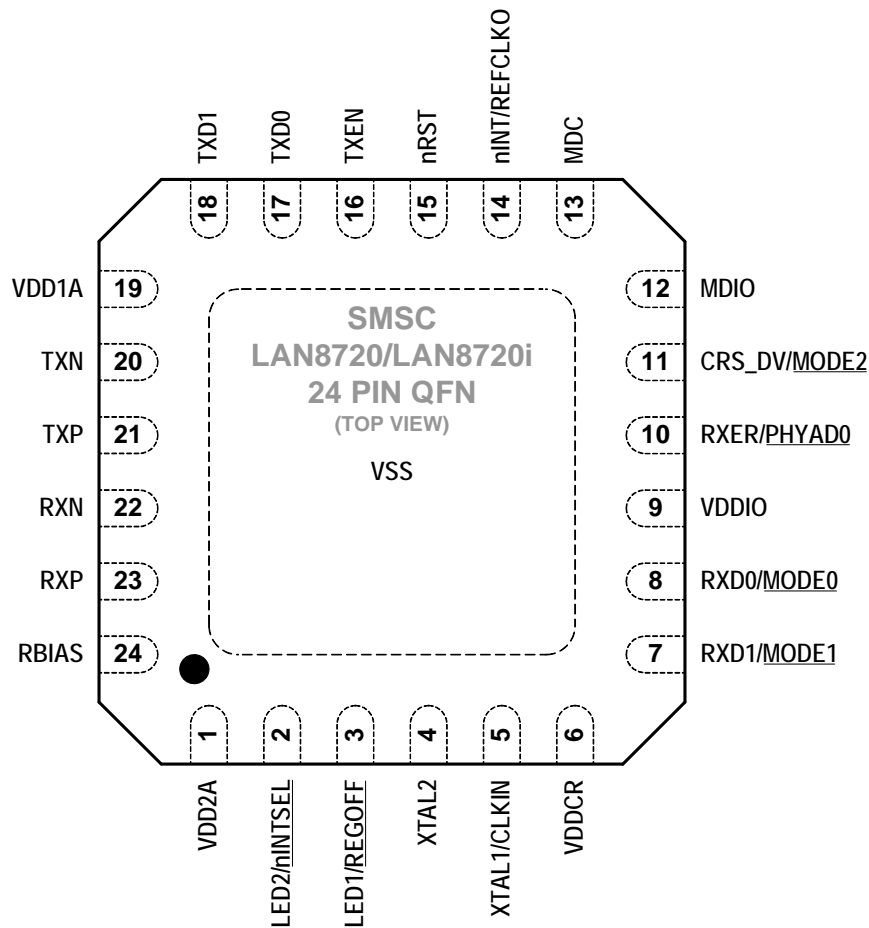 TXD1
TXD0
TXEN
nRST
nINT/REFCLKO
MDC
18
17
16
15
14
13
VDD1A 19
TXN 20
TXP 21
RXN 22
RXP 23
RBIAS 24
SMSC
LAN8720/LAN8720i
24 PIN QFN
(TOP VIEW)
VSS
12 MDIO
11 CRS_DV/MODE2
10 RXER/PHYAD0
9 VDDIO
8 RXD0/MODE0
7 RXD1/MODE1
1
2
3
4
5
6
VDD2A
LED2/nINTSEL
LED1/REGOFF
XTAL2
XTAL1/CLKIN
VDDCR